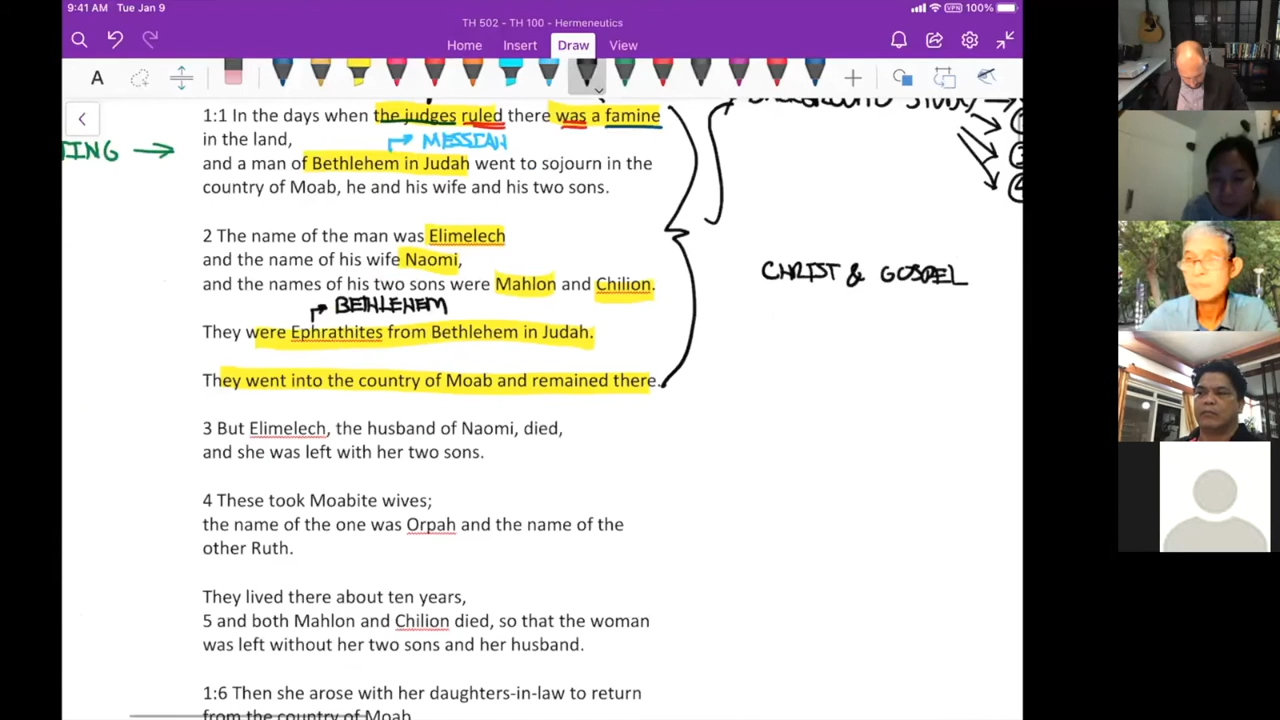 9:41 AM Tue Jan 9
VPN 100%
TH 502 - TH 100 - Hermeneutics
Home Insert Draw View
A
1:1 In the days when the judges ruled there was a famine
in the land,
MESSIAH
TING
and a man of Bethlehem in Judah went to sojourn in the
country of Moab, he and his wife and his two sons.
2 The name of the man was Elimelech
and the name of his wife Naomi,
and the names of his two sons were Mahlon and Chilion.
BETHLEHEM
They were Ephrathites from Bethlehem in Judah.
They went into the country of Moab and remained there.
CHRIST & GOSPEL
3 But Elimelech, the husband of Naomi, died,
and she was left with her two sons.
4 These took Moabite wives;
the name of the one was Orpah and the name of the
other Ruth.
They lived there about ten years,
5 and both Mahlon and Chilion died, so that the woman
was left without her two sons and her husband.
1:6 Then she arose with her daughters-in-law to return
from the country of Moab